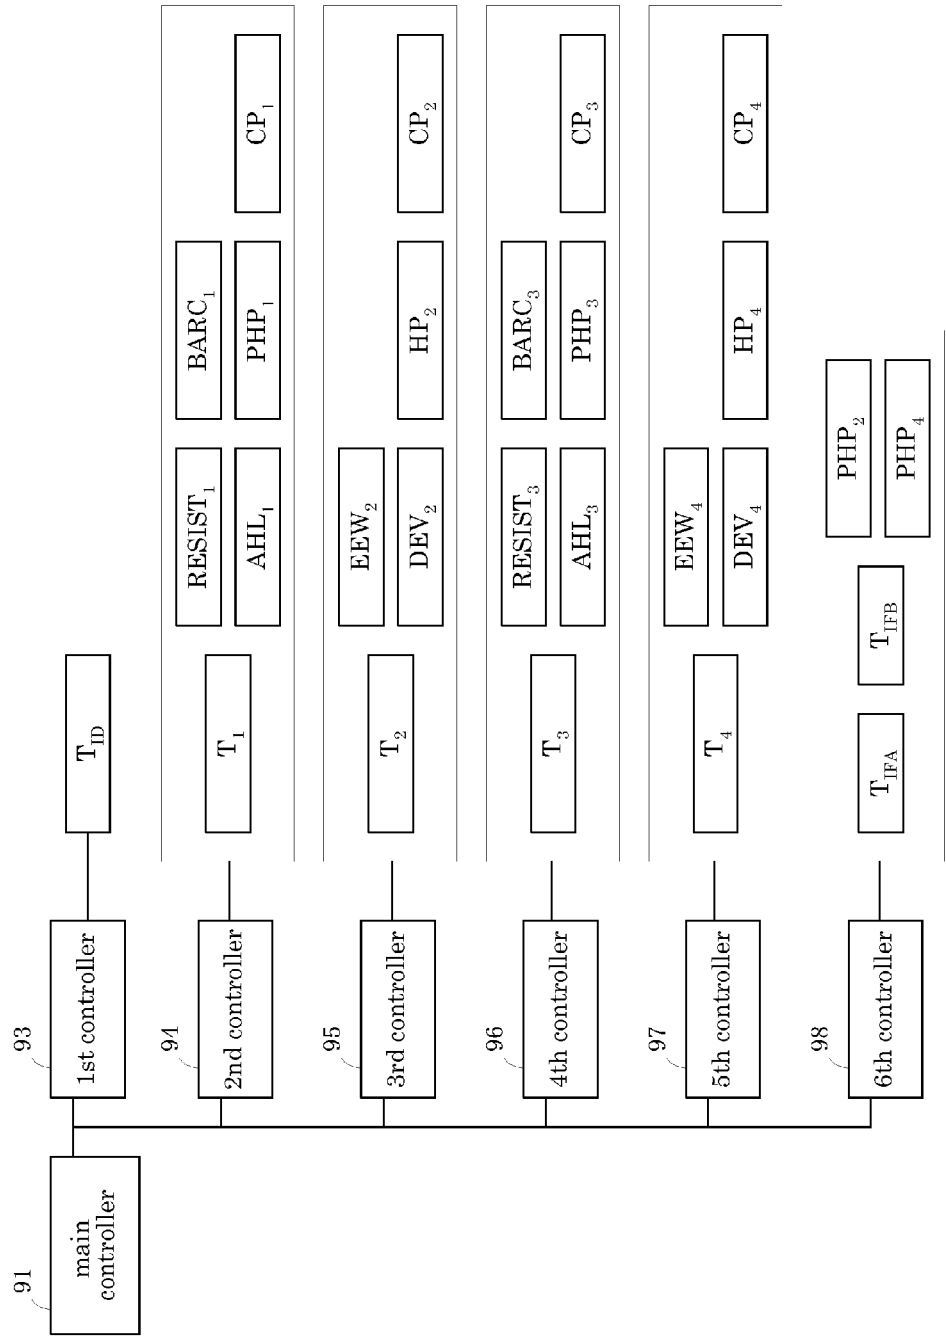 91
main
controller
93
1st controller
T_ID
94
2nd controller
T_1
RESIST_1
BARC_1
AHL_1
PHP_1
CP_1
95
3rd controller
T_2
EEW_2
DEV_2
HP_2
CP_2
96
4th controller
T_3
RESIST_3
BARC_3
AHL_3
PHP_3
CP_3
97
5th controller
T_4
EEW_4
DEV_4
HP_4
CP_4
98
6th controller
T_IFA
T_IFB
PHP_2
PHP_4